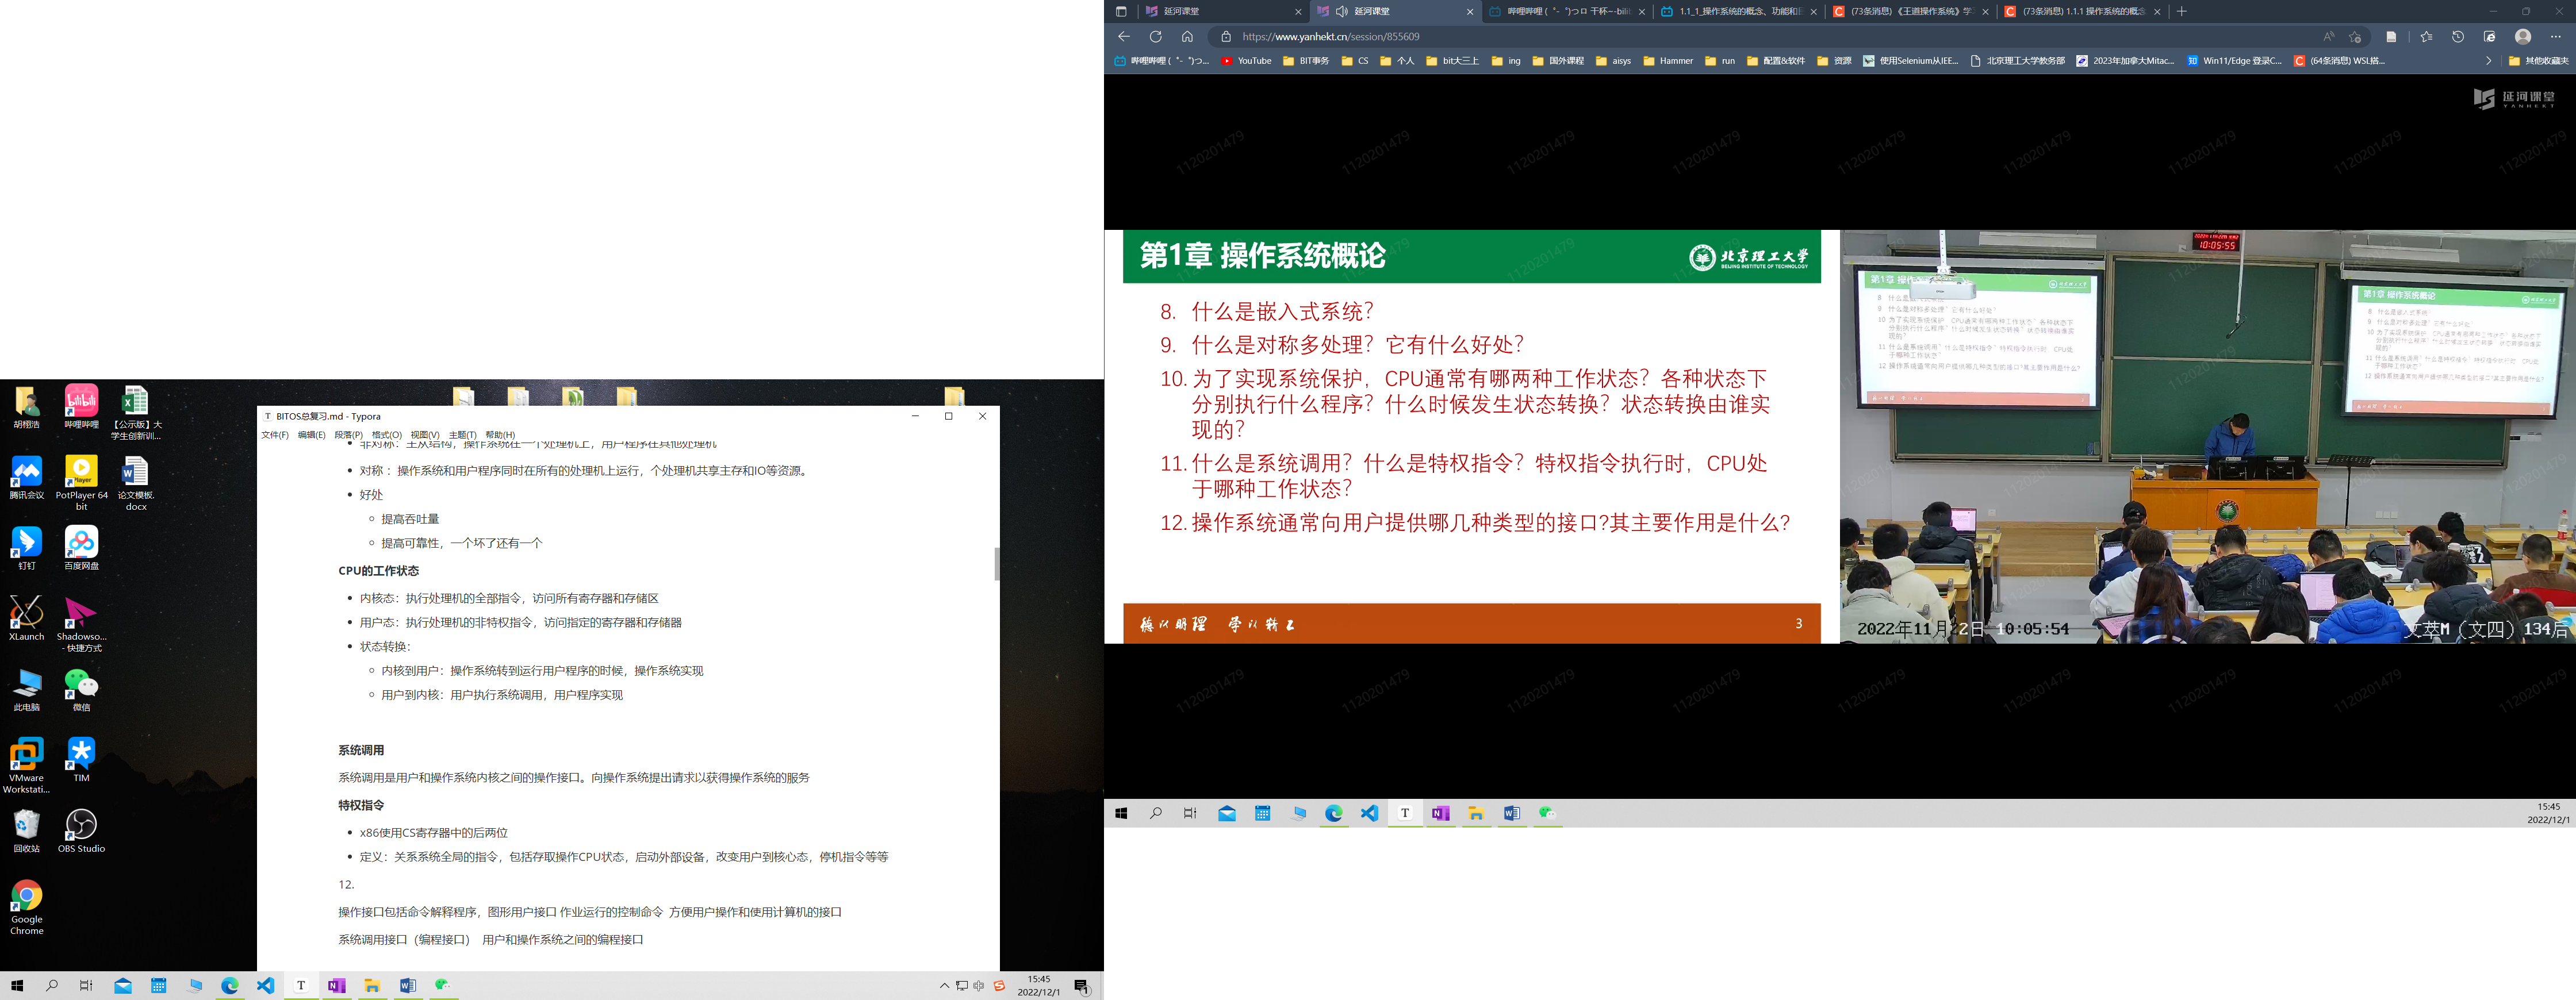 胡栩浩
哔哩哔哩
【公示版】大
学生创新训...
腾讯会议
PotPlayer 64
bit
论文模板.
docx
钉钉
百度网盘
XLaunch
Shadowso...
- 快捷方式
此电脑
微信
VMware
Workstati...
TIM
回收站
OBS Studio
Google
Chrome
BITOS总复习.md - Typora
文件(F) 编辑(E) 段落(P) 格式(O) 视图(V) 主题(T) 帮助(H)
非对称：主从结构，操作系统在一个处理机上，用户程序在其他处理机
对称 ：操作系统和用户程序同时在所有的处理机上运行，个处理机共享主存和IO等资源。
好处
提高吞吐量
提高可靠性，一个坏了还有一个
CPU的工作状态
内核态：执行处理机的全部指令，访问所有寄存器和存储区
用户态：执行处理机的非特权指令，访问指定的寄存器和存储器
状态转换：
内核到用户：操作系统转到运行用户程序的时候，操作系统实现
用户到内核：用户执行系统调用，用户程序实现
系统调用
系统调用是用户和操作系统内核之间的操作接口。向操作系统提出请求以获得操作系统的服务
特权指令
x86使用CS寄存器中的后两位
定义：关系系统全局的指令，包括存取操作CPU状态，启动外部设备，改变用户到核心态，停机指令等等
12.
操作接口包括命令解释程序，图形用户接口 作业运行的控制命令 方便用户操作和使用计算机的接口
系统调用接口（编程接口） 用户和操作系统之间的编程接口
15:45
2022/12/1
延河课堂
延河课堂
哔哩哔哩 (゜-゜)つロ 干杯~-bili
1.1_1_操作系统的概念、功能和
(73条消息) 《王道操作系统》学
(73条消息) 1.1.1 操作系统的概念
https://www.yanhekt.cn/session/855609
哔哩哔哩 (゜-゜)つ... YouTube BIT事务 CS 个人 bit大三上 ing 国外课程 aisys Hammer run 配置&软件 资源 使用Selenium从IEE... 北京理工大学教务部 2023年加拿大Mitac... Win11/Edge 登录C... (64条消息) WSL搭... 其他收藏夹
延河课堂
YANHEKT
1120201479
第1章 操作系统概论
北京理工大学
BEIJING INSTITUTE OF TECHNOLOGY
8. 什么是嵌入式系统？
9. 什么是对称多处理？它有什么好处？
10. 为了实现系统保护，CPU通常有哪两种工作状态？各种状态下
分别执行什么程序？什么时候发生状态转换？状态转换由谁实
现的？
11. 什么是系统调用？什么是特权指令？特权指令执行时，CPU处
于哪种工作状态？
12. 操作系统通常向用户提供哪几种类型的接口?其主要作用是什么?
德以明理 学以精工
3
10:05:55
2022年11月22日 10:05:54
文萃M（文四）134后
15:45
2022/12/1